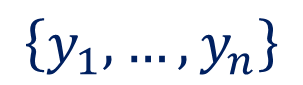 {y₁, …, yₙ}